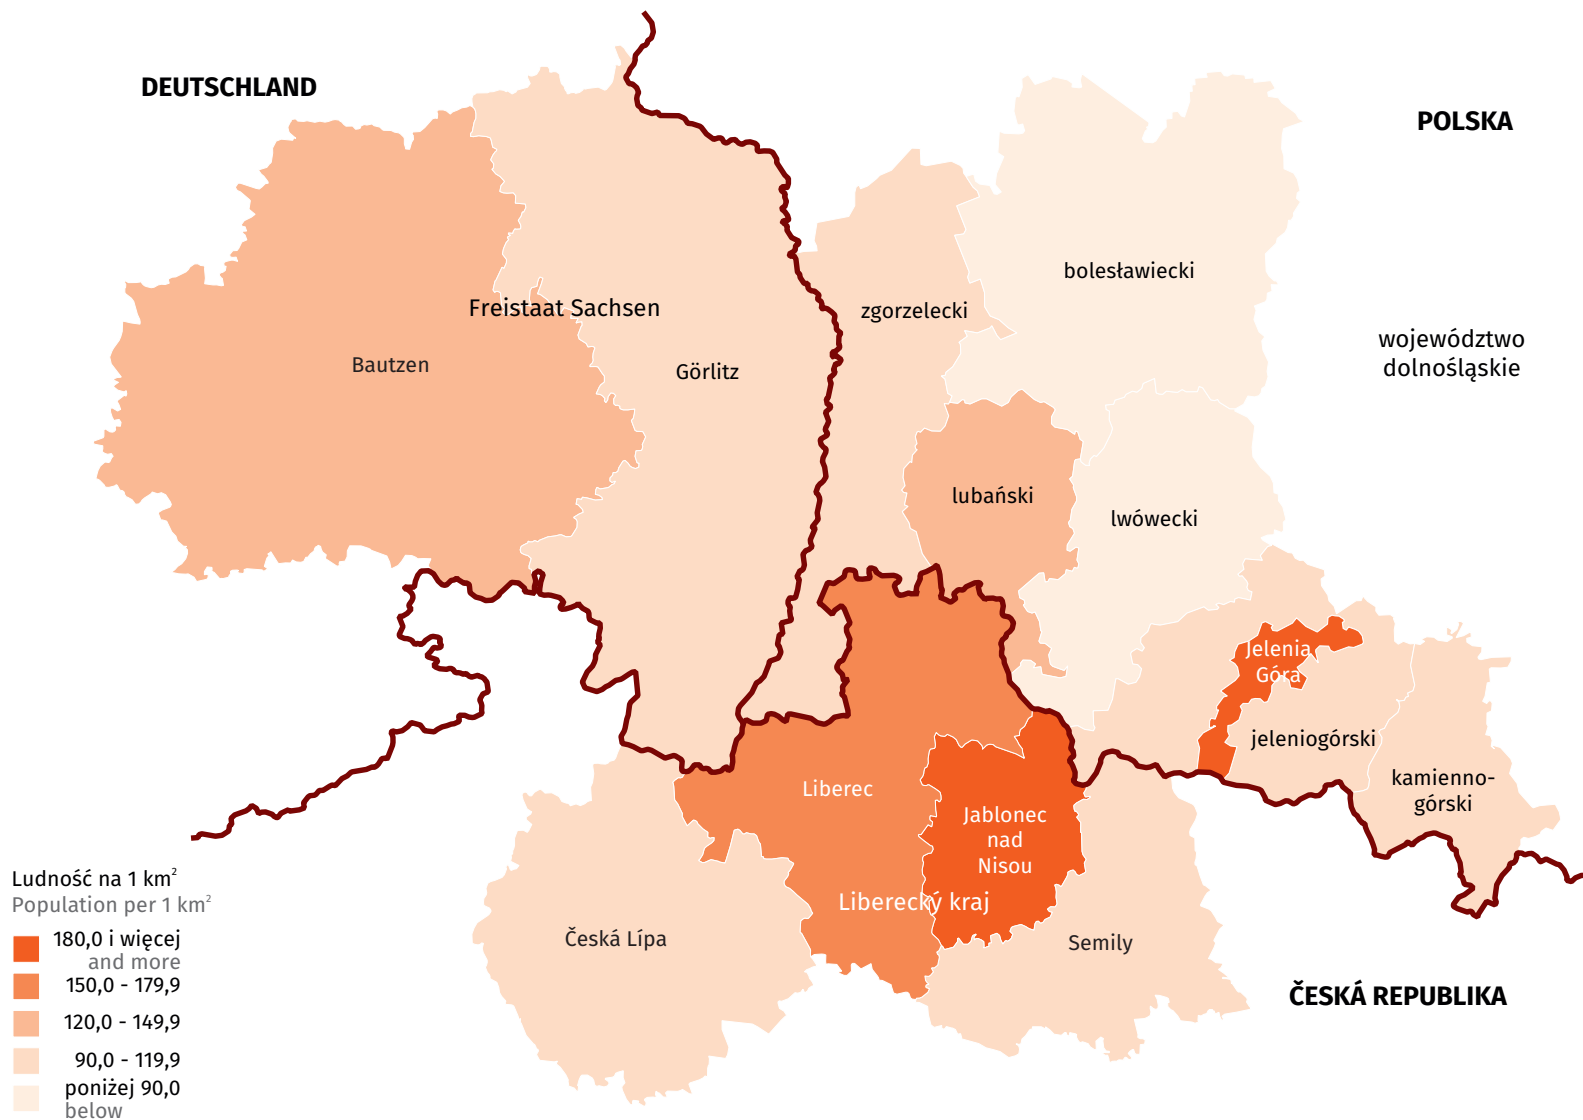 DEUTSCHLAND
POLSKA
bolesławiecki
Freistaat Sachsen
zgorzelecki
województwo
dolnośląskie
Bautzen
Görlitz
lubański
lwówecki
Jelenia
Góra
jeleniogórski
kamienno-
górski
Liberec
Jablonec
nad
Nisou
Liberecký kraj
Česká Lípa
Semily
ČESKÁ REPUBLIKA
Ludność na 1 km²
Population per 1 km²
180,0 i więcej
and more
150,0 - 179,9
120,0 - 149,9
90,0 - 119,9
poniżej 90,0
below